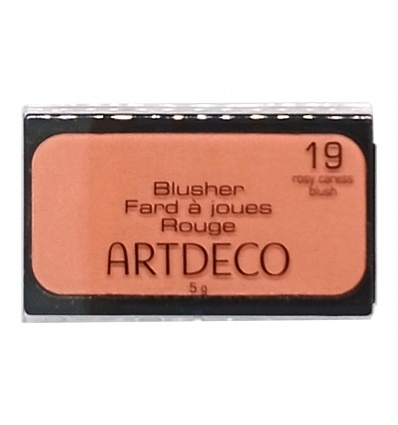 19
rosy caress
blush
Blusher
Fard à joues
Rouge
ARTDECO
5 g